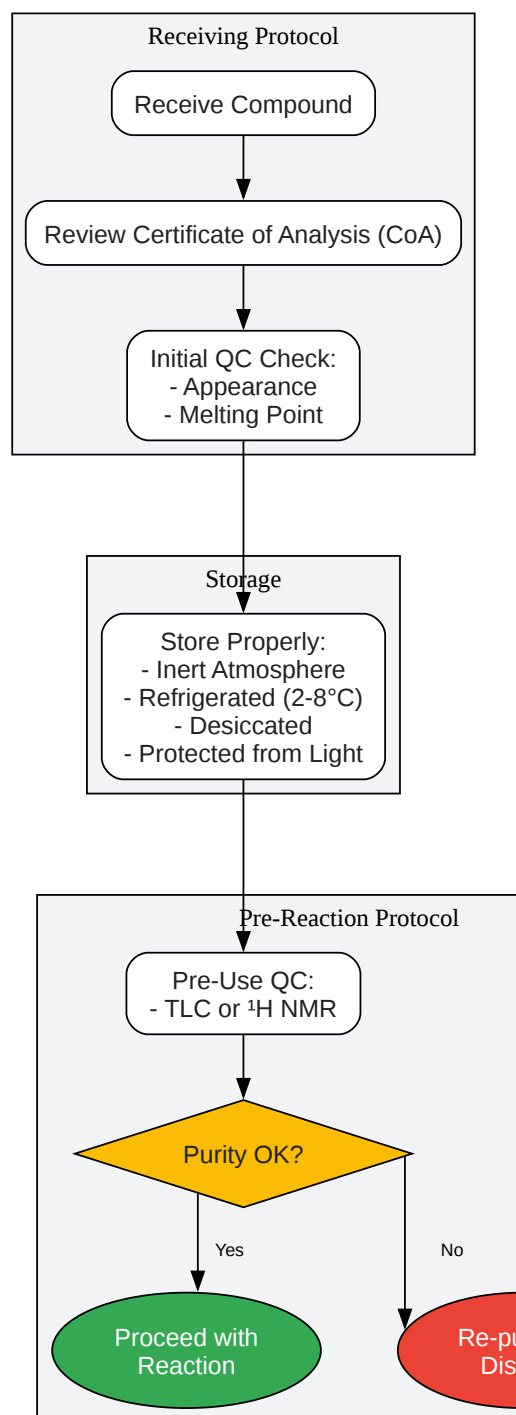 Receiving Protocol
Receive Compound
Review Certificate of Analysis (CoA)
Initial QC Check:
- Appearance
- Melting Point
Storage
Store Properly:
- Inert Atmosphere
- Refrigerated (2-8°C)
- Desiccated
- Protected from Light
Pre-Reaction Protocol
Pre-Use QC:
- TLC or ¹H NMR
Purity OK?
Yes
No
Proceed with
Reaction